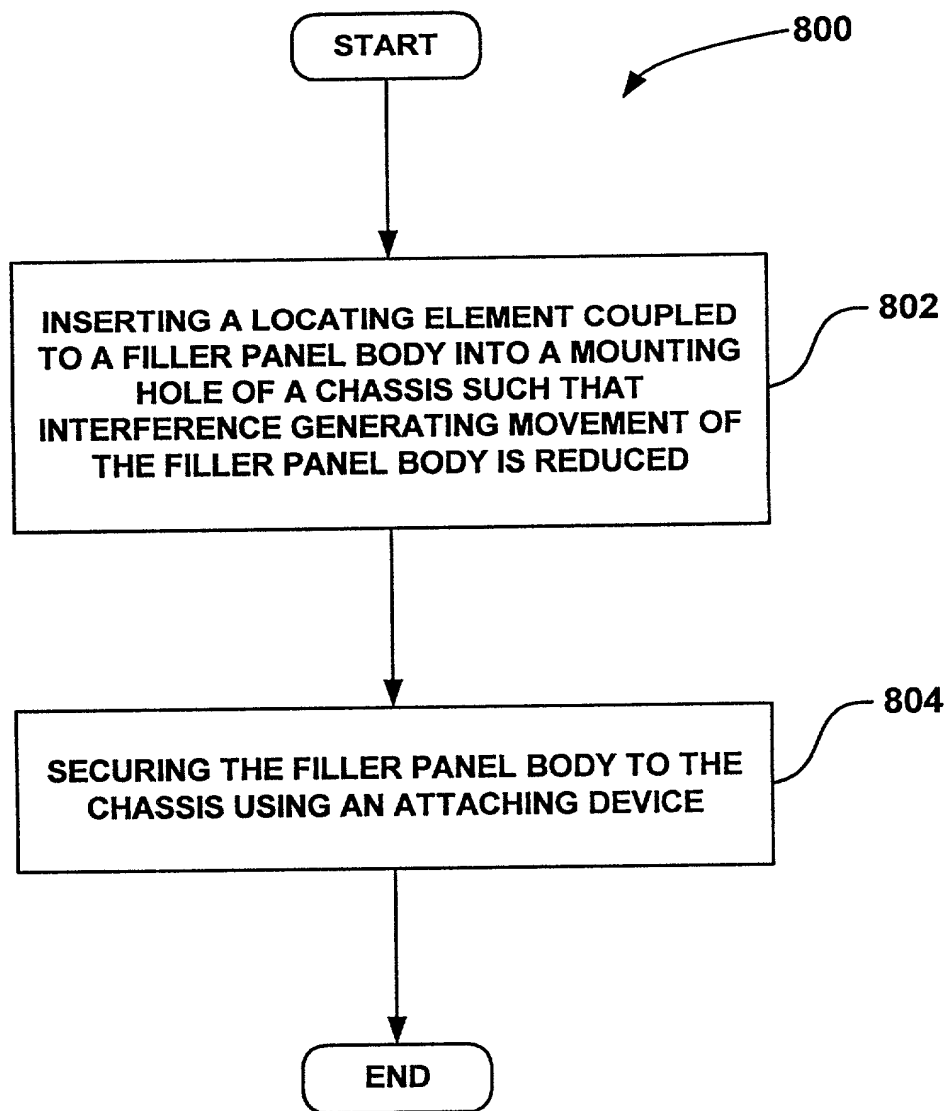 START
800
INSERTING A LOCATING ELEMENT COUPLED
TO A FILLER PANEL BODY INTO A MOUNTING
HOLE OF A CHASSIS SUCH THAT
INTERFERENCE GENERATING MOVEMENT OF
THE FILLER PANEL BODY IS REDUCED
802
SECURING THE FILLER PANEL BODY TO THE
CHASSIS USING AN ATTACHING DEVICE
804
END